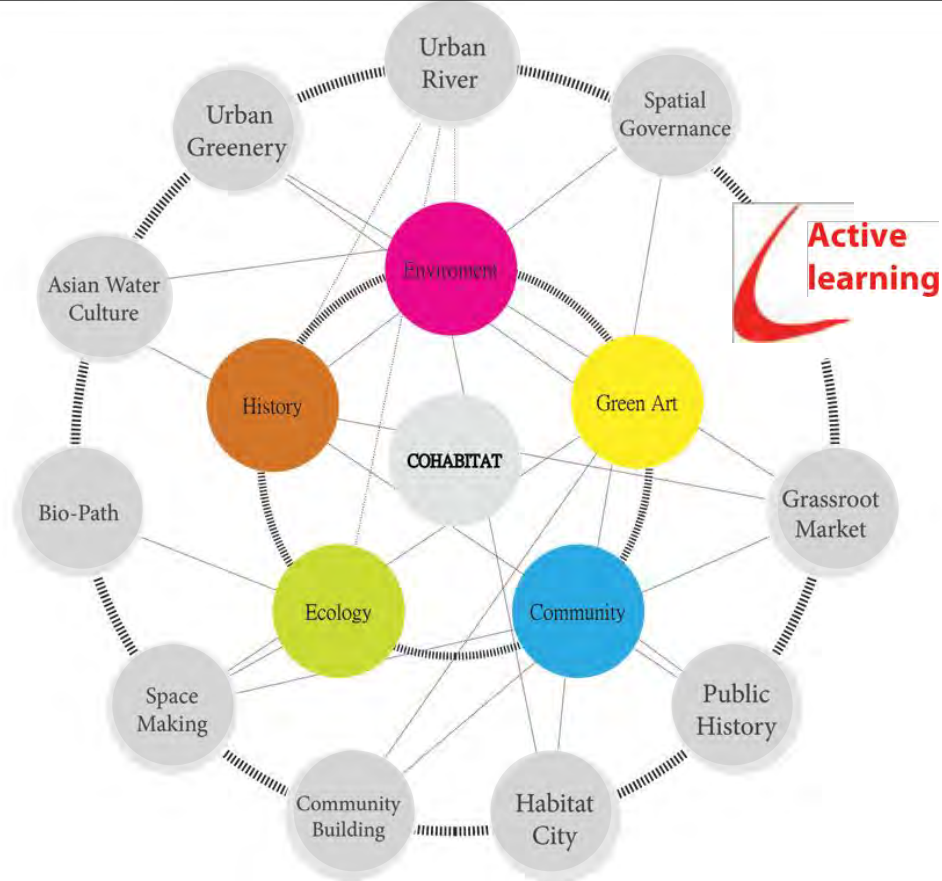 Urban
River
Urban
Greenery
Spatial
Governance
Active
learning
Enviroment
Asian Water
Culture
History
Green Art
COHABITAT
Bio-Path
Grassroot
Market
Ecology
Community
Space
Making
Public
History
Community
Building
Habitat
City